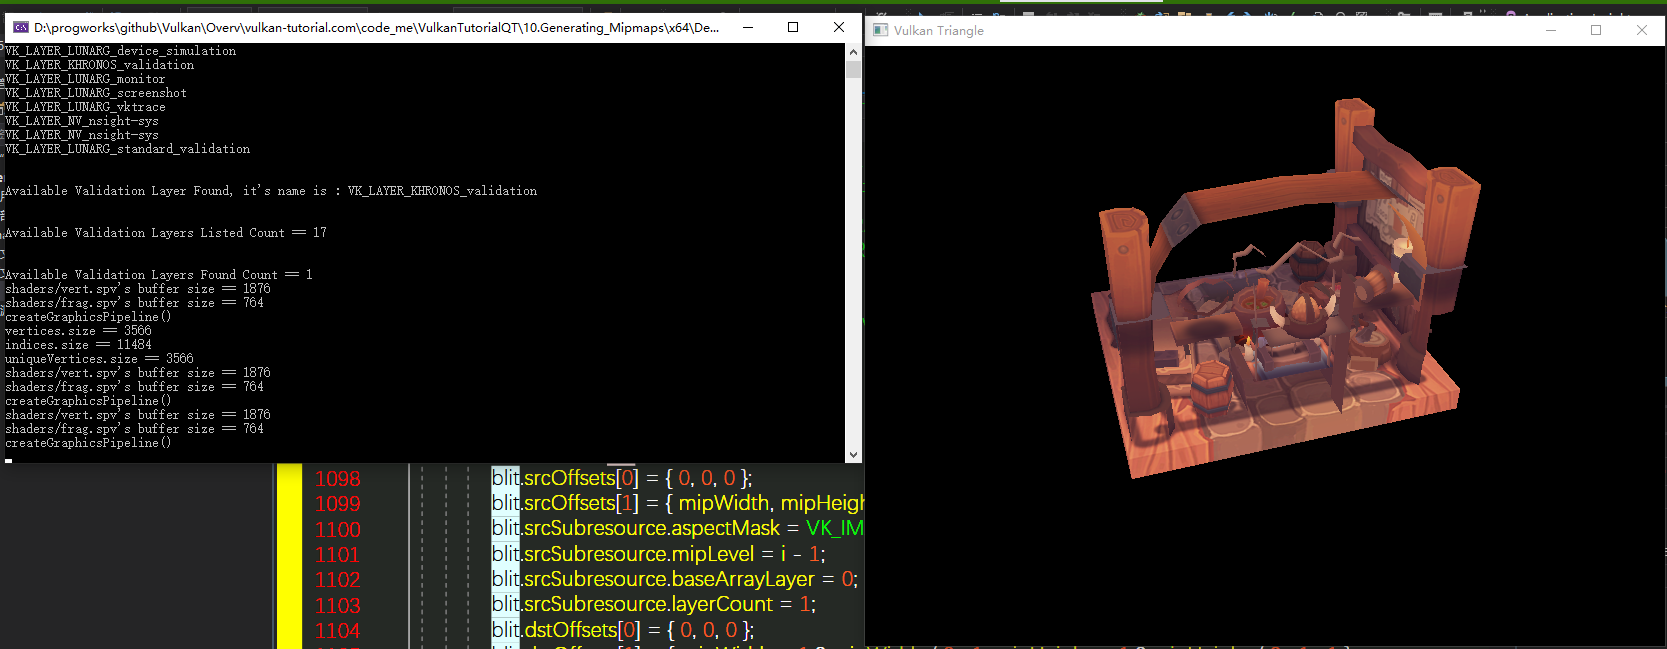 D:\progworks\github\Vulkan\Overv\vulkan-tutorial.com\code_me\VulkanTutorialQT\10.Generating_Mipmaps\x64\De...
VK_LAYER_LUNARG_device_simulation
VK_LAYER_KHRONOS_validation
VK_LAYER_LUNARG_monitor
VK_LAYER_LUNARG_screenshot
VK_LAYER_LUNARG_vktrace
VK_LAYER_NV_nsight-sys
VK_LAYER_NV_nsight-sys
VK_LAYER_LUNARG_standard_validation
Available Validation Layer Found, it's name is : VK_LAYER_KHRONOS_validation
Available Validation Layers Listed Count == 17
Available Validation Layers Found Count == 1
shaders/vert.spv's buffer size == 1876
shaders/frag.spv's buffer size == 764
createGraphicsPipeline()
vertices.size == 3566
indices.size == 11484
uniqueVertices.size == 3566
shaders/vert.spv's buffer size == 1876
shaders/frag.spv's buffer size == 764
createGraphicsPipeline()
shaders/vert.spv's buffer size == 1876
shaders/frag.spv's buffer size == 764
createGraphicsPipeline()
Vulkan Triangle
1098 blit.srcOffsets[0] = { 0, 0, 0 };
1099 blit.srcOffsets[1] = { mipWidth, mipHeigh
1100 blit.srcSubresource.aspectMask = VK_IM
1101 blit.srcSubresource.mipLevel = i - 1;
1102 blit.srcSubresource.baseArrayLayer = 0;
1103 blit.srcSubresource.layerCount = 1;
1104 blit.dstOffsets[0] = { 0, 0, 0 };